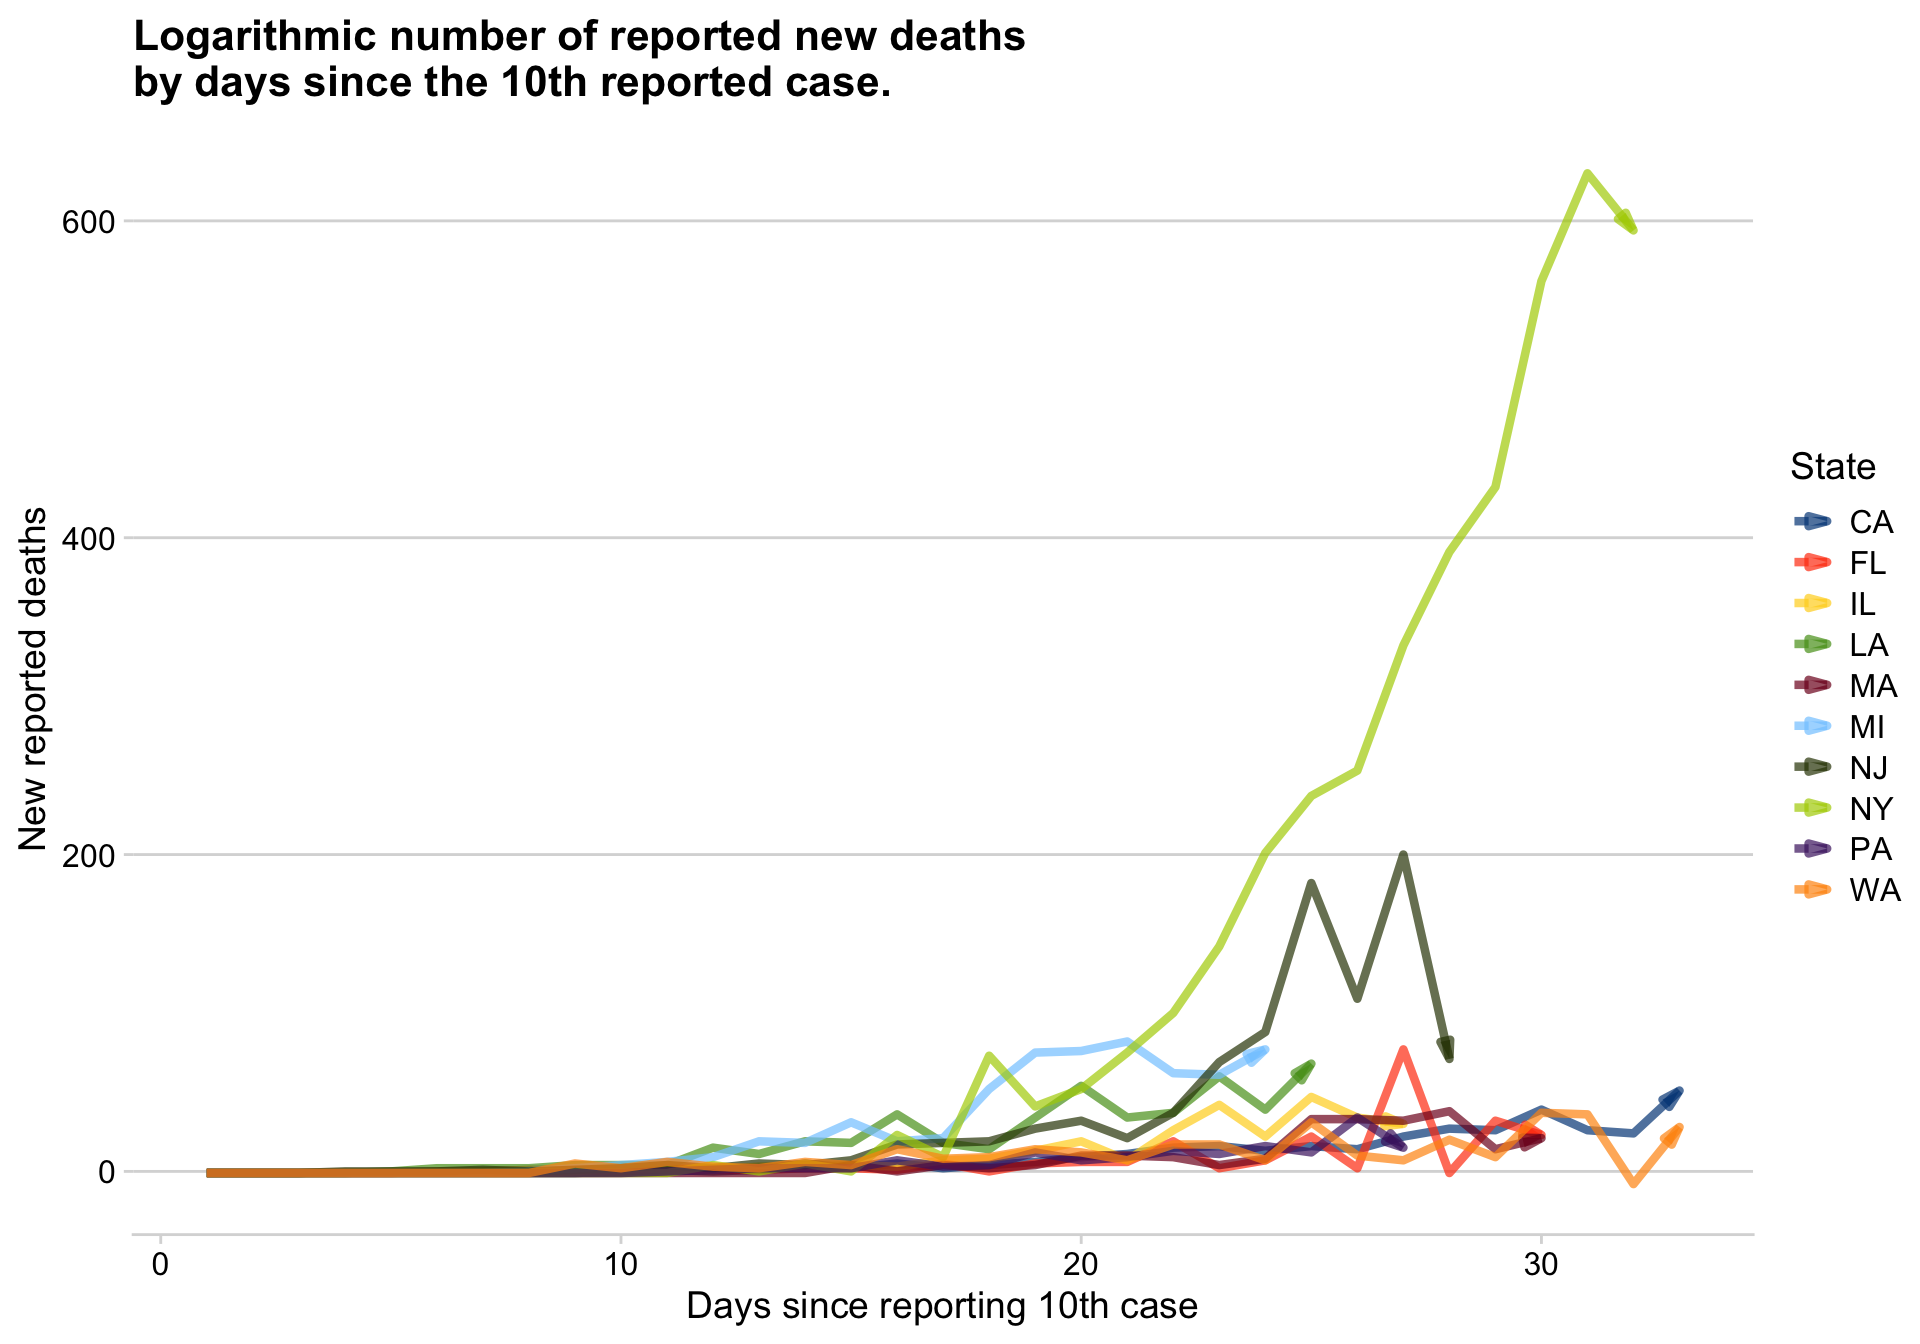 Logarithmic number of reported new deaths
by days since the 10th reported case.
600
400
200
0
New reported deaths
0 10 20 30
Days since reporting 10th case
State
CA
FL
IL
LA
MA
MI
NJ
NY
PA
WA